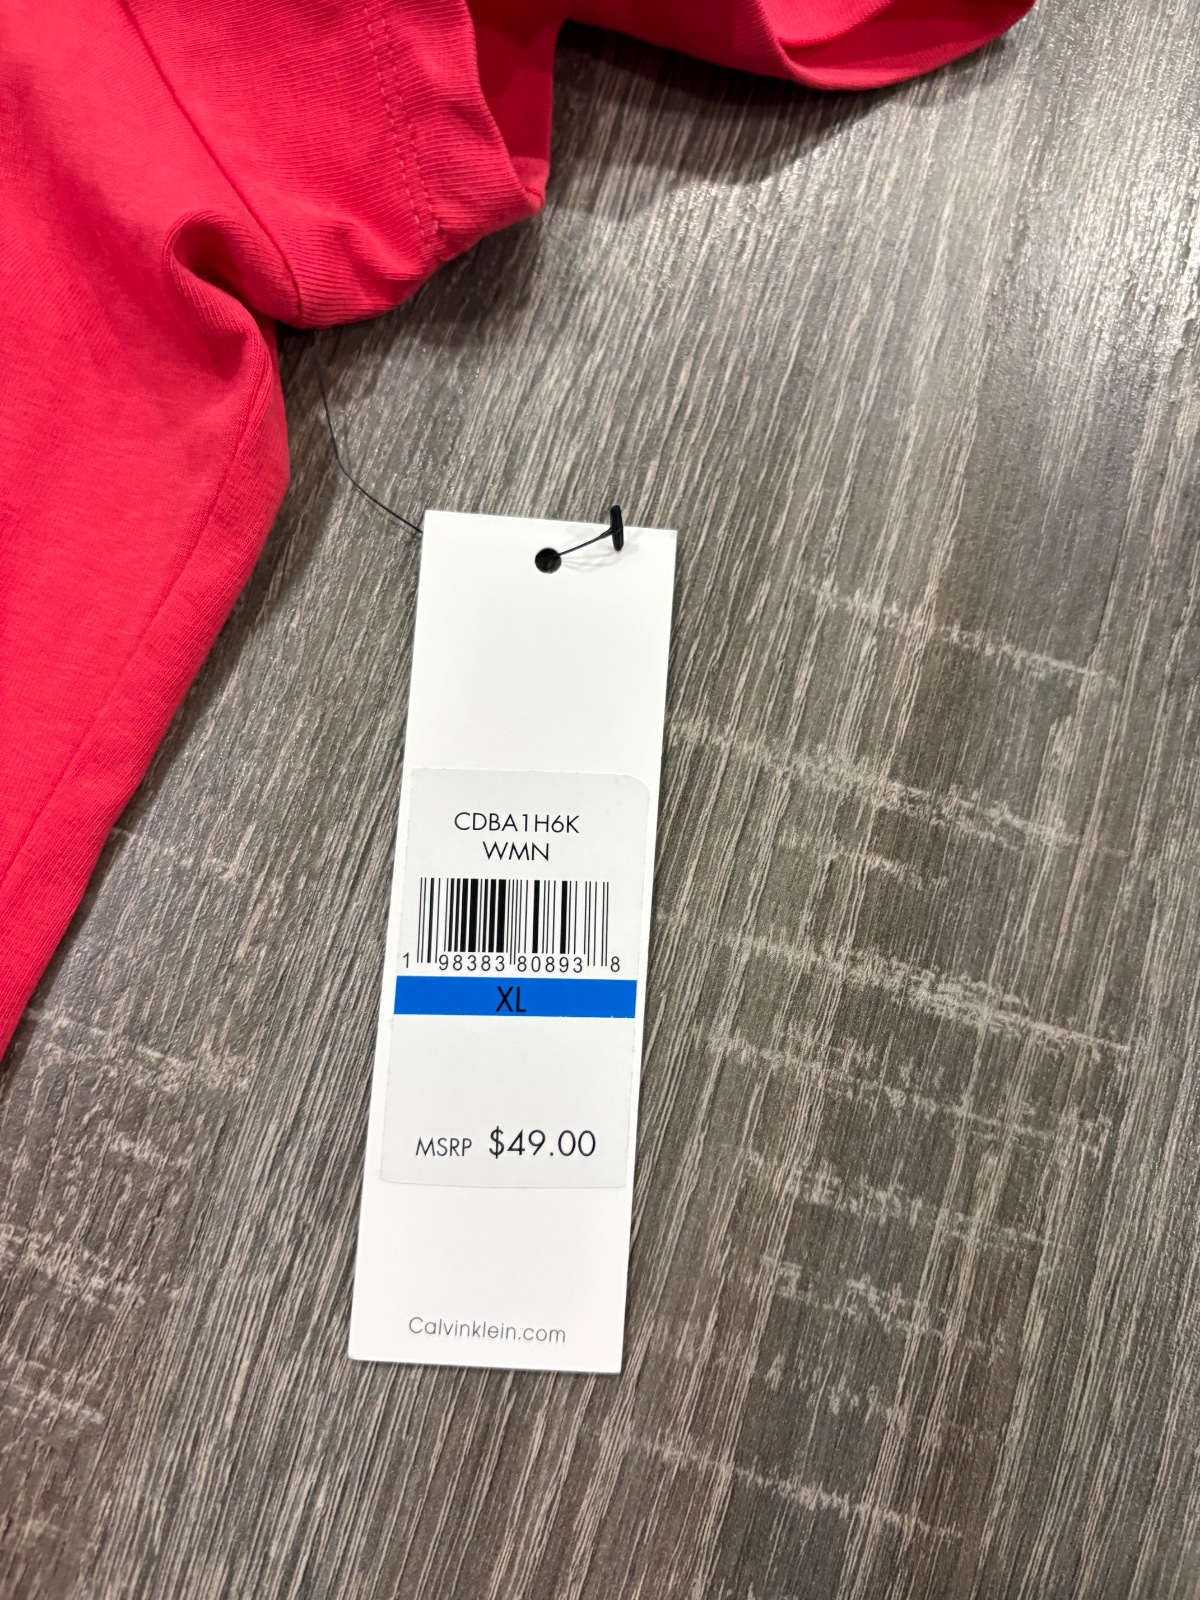 CDBA1H6K
WMN
1 98383 80893 8
XL
MSRP $49.00
Calvinklein.com